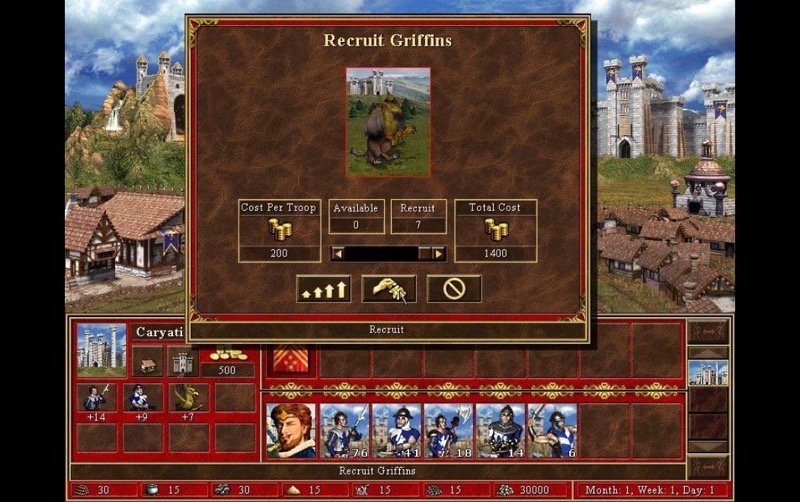 Recruit Griffins
Cost Per Troop
Available
Recruit
Total Cost
0
7
200
1400
Recruit
Caryati
500
+14
+9
+7
76
41
18
14
6
Recruit Griffins
30
15
30
15
15
15
30000
Month: 1, Week: 1, Day: 1